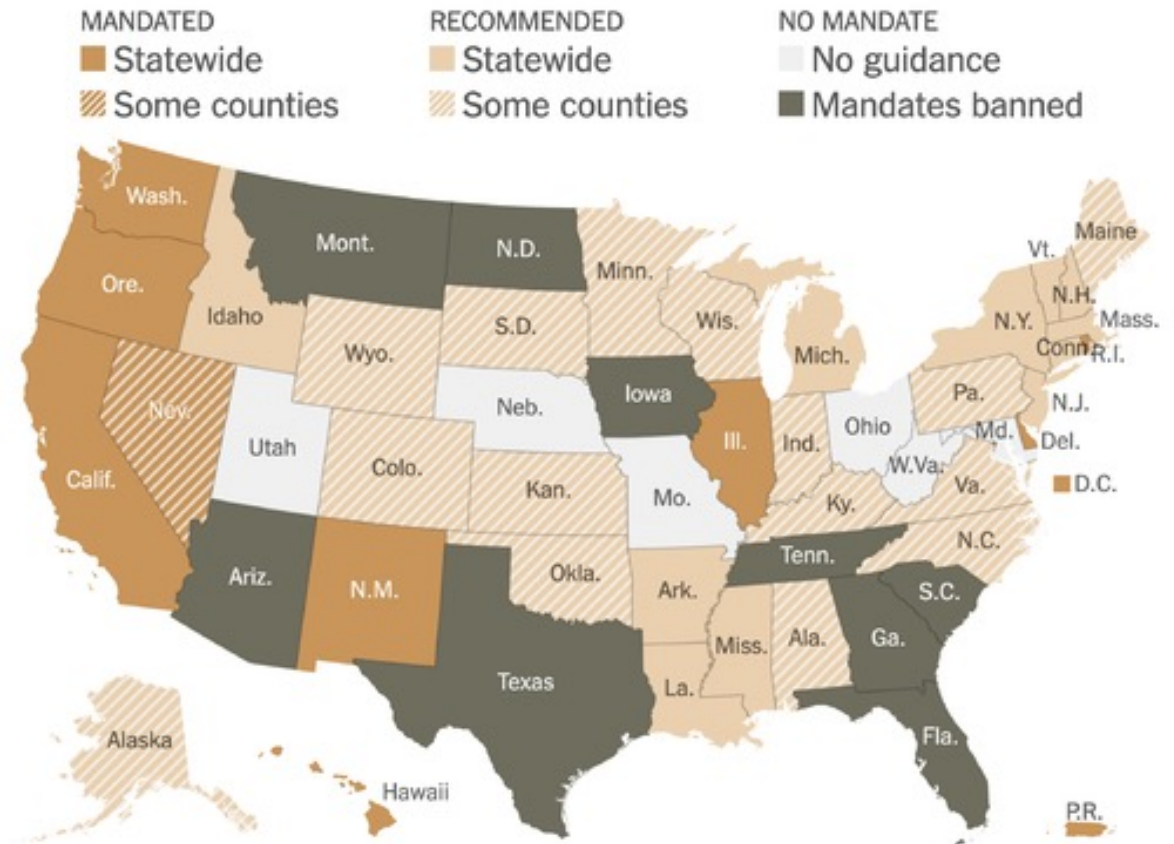 MANDATED RECOMMENDED NO MANDATE
Statewide Statewide No guidance
Some counties Some counties Mandates banned
Wash.
Maine
Mont.
N.D.
Vt.
Minn.
Ore.
N.H.
Idaho
S.D.
Wis.
N.Y.
Mass.
Wyo.
Mich.
Conn.
R.I.
Iowa
Pa.
Nev.
Neb.
N.J.
Utah
Ill.
Ind.
Ohio
Md.
Del.
Calif.
Colo.
W.Va.
Kan.
Mo.
Va.
D.C.
Ky.
N.C.
Tenn.
Ariz.
N.M.
Okla.
Ark.
S.C.
Miss.
Ala.
Ga.
Texas
La.
Alaska
Fla.
Hawaii
P.R.